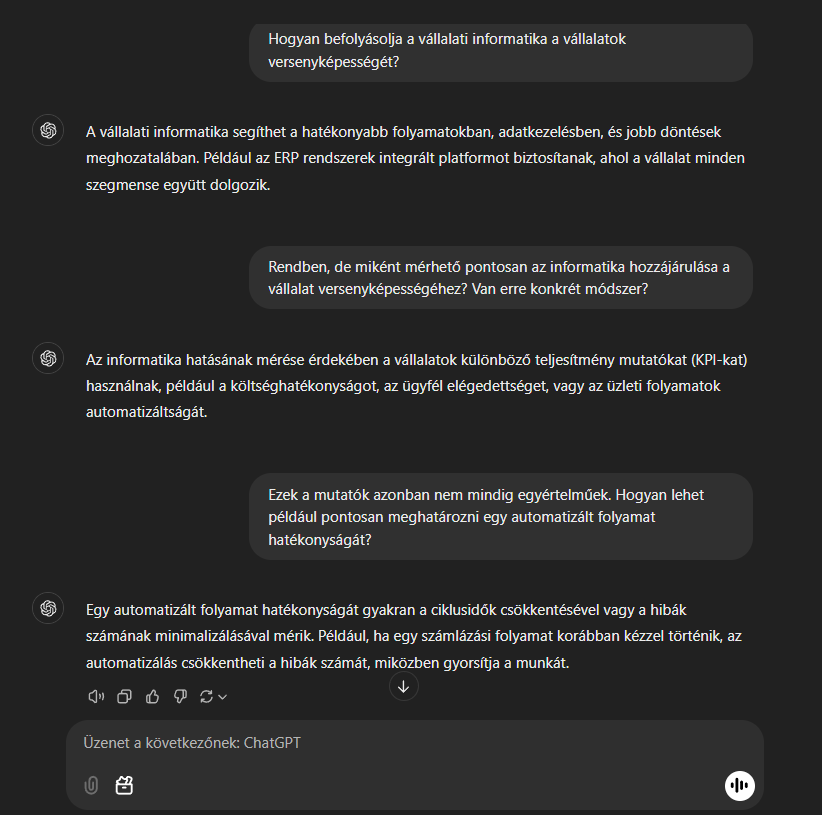 Hogyan befolyásolja a vállalati informatika a vállalatok
versenyképességét?
A vállalati informatika segíthet a hatékonyabb folyamatokban, adatkezelésben, és jobb döntések
meghozatalában. Például az ERP rendszerek integrált platformot biztosítanak, ahol a vállalat minden
szegmense együtt dolgozik.
Rendben, de miként mérhető pontosan az informatika hozzájárulása a
vállalat versenyképességéhez? Van erre konkrét módszer?
Az informatika hatásának mérése érdekében a vállalatok különböző teljesítmény mutatókat (KPI-kat)
használnak, például a költséghatékonyságot, az ügyfél elégedettséget, vagy az üzleti folyamatok
automatizáltságát.
Ezek a mutatók azonban nem mindig egyértelműek. Hogyan lehet
például pontosan meghatározni egy automatizált folyamat
hatékonyságát?
Egy automatizált folyamat hatékonyságát gyakran a ciklusidők csökkentésével vagy a hibák
számának minimalizálásával mérik. Például, ha egy számlázási folyamat korábban kézzel történik, az
automatizálás csökkentheti a hibák számát, miközben gyorsítja a munkát.
Üzenet a következőnek: ChatGPT